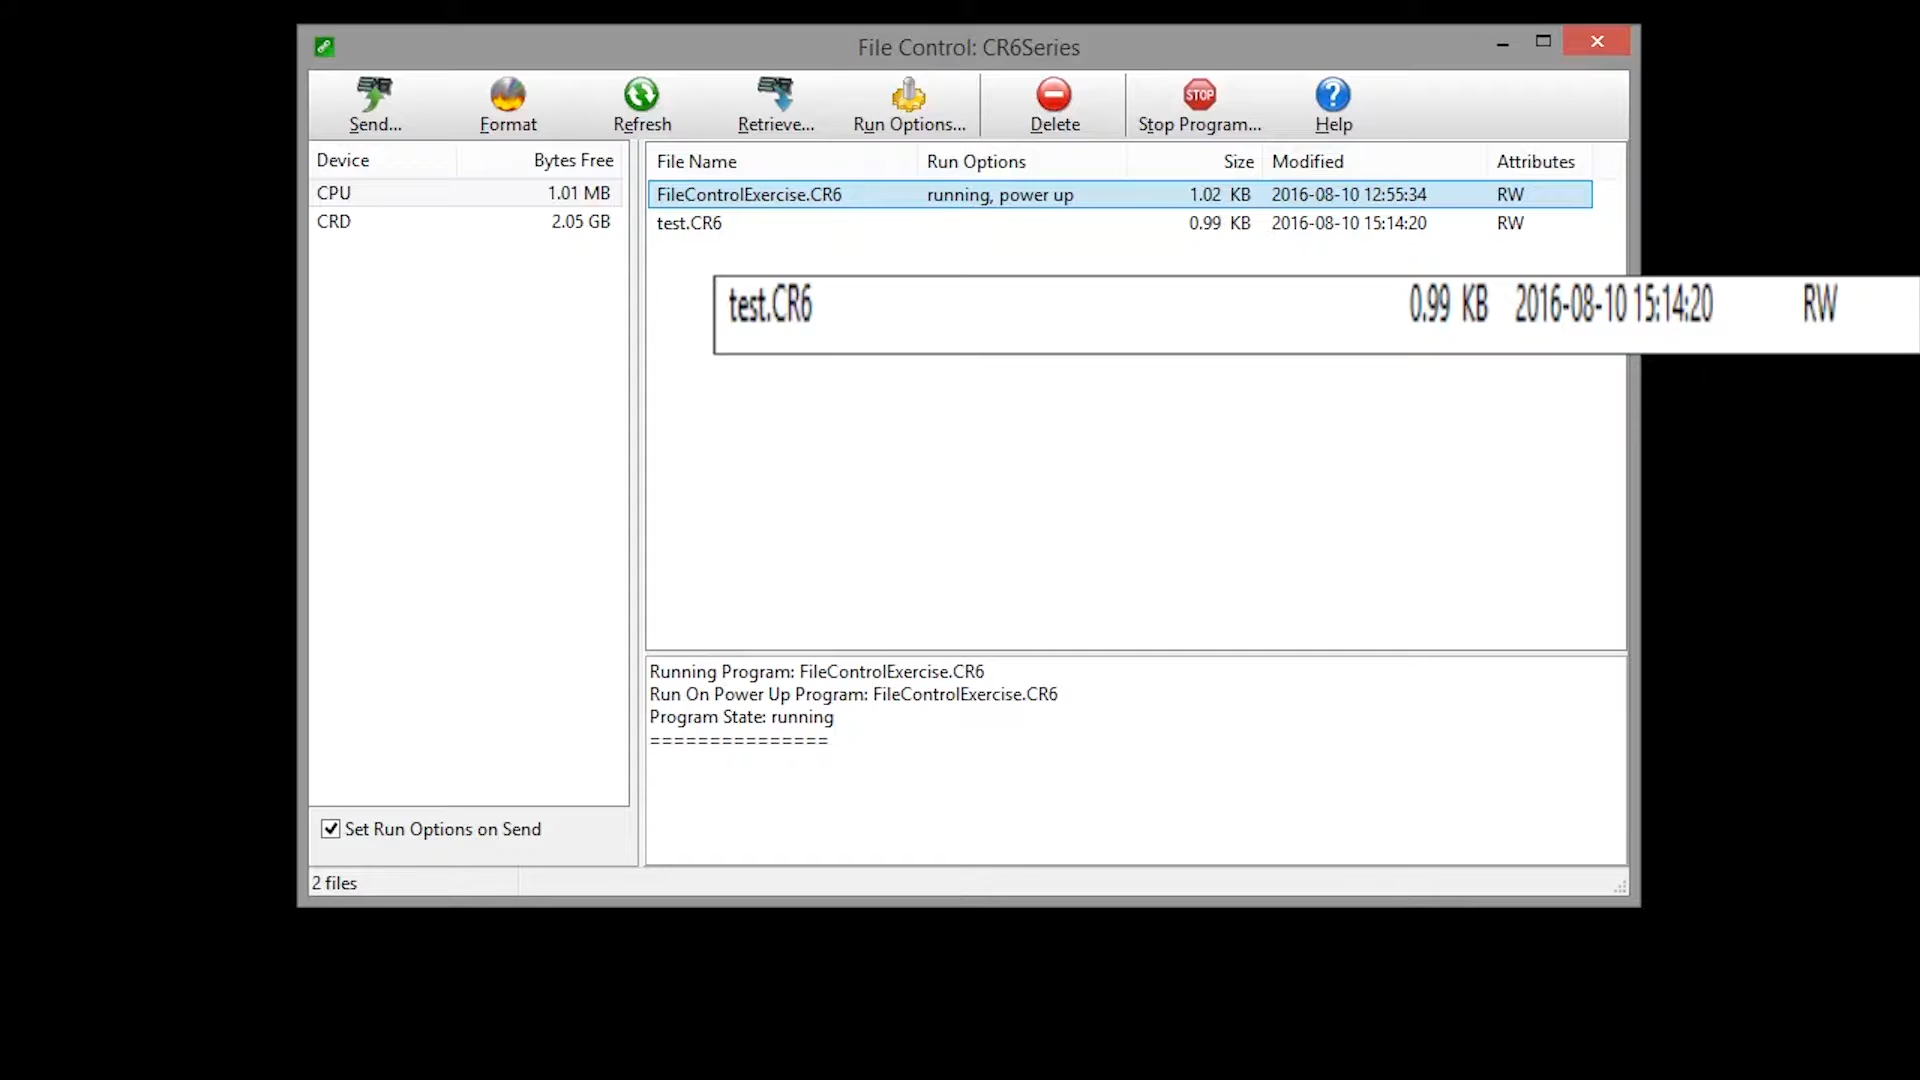 File Control: CR6Series
Send... Format Refresh Retrieve... Run Options... Delete STOP Stop Program... Help
Device Bytes Free
CPU 1.01 MB
CRD 2.05 GB
File Name Run Options Size Modified Attributes
FileControlExercise.CR6 running, power up 1.02 KB 2016-08-10 12:55:34 RW
test.CR6 0.99 KB 2016-08-10 15:14:20 RW
test.CR6 0.99 KB 2016-08-10 15:14:20 RW
Running Program: FileControlExercise.CR6
Run On Power Up Program: FileControlExercise.CR6
Program State: running
===============
Set Run Options on Send
2 files